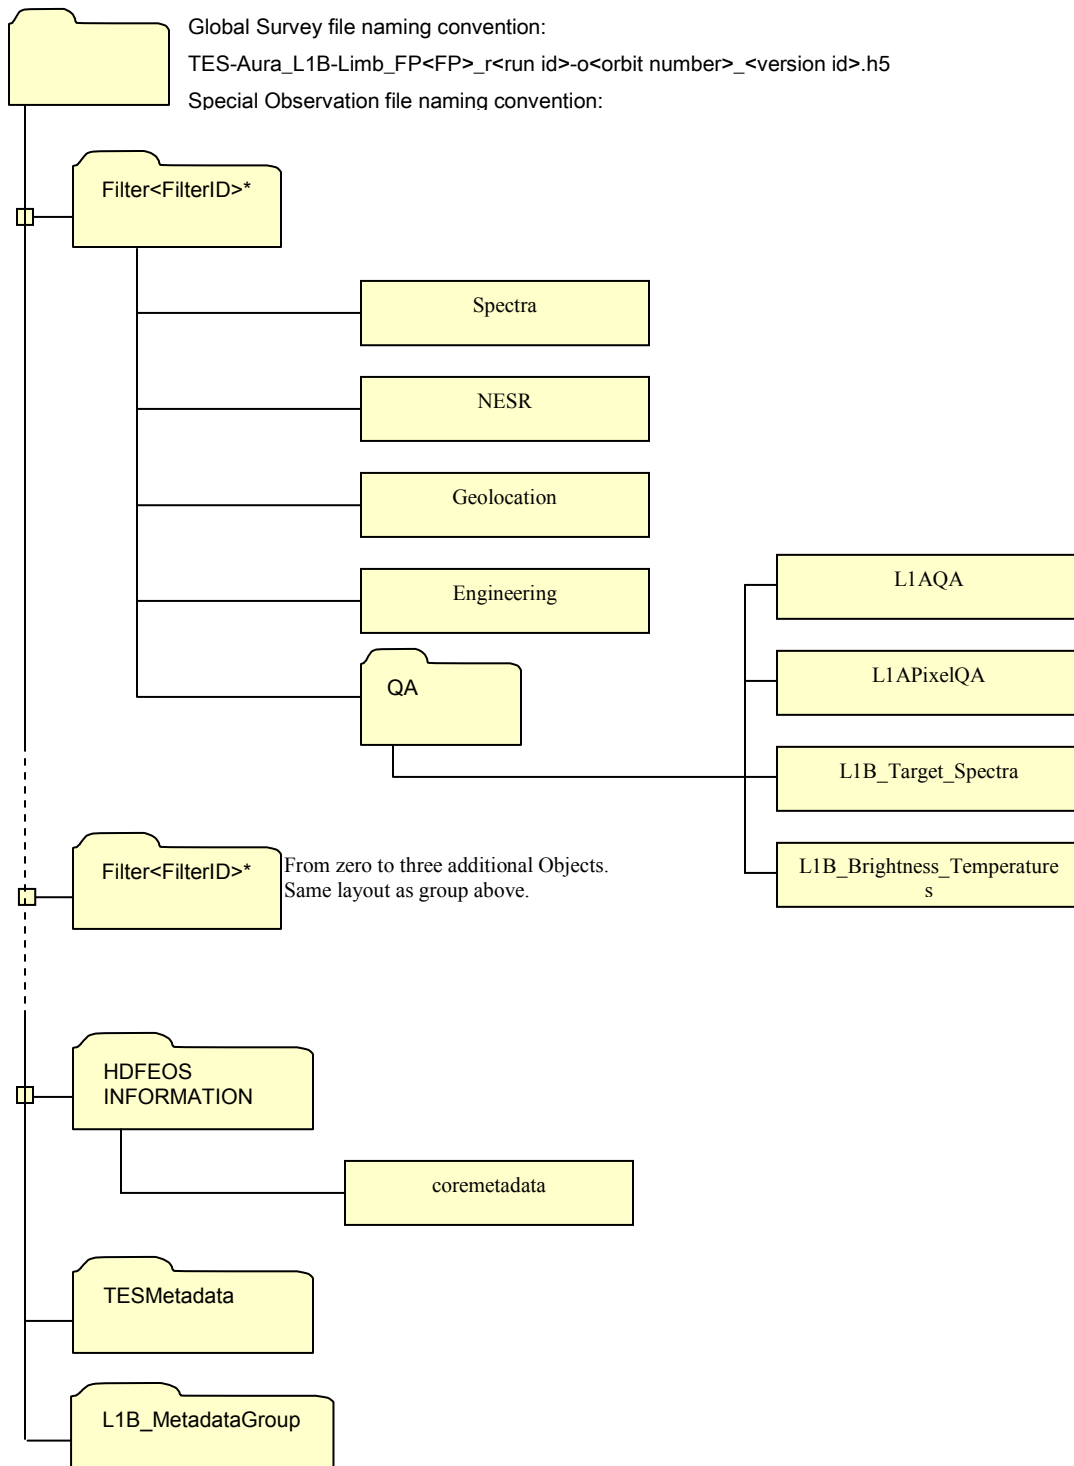 Global Survey file naming convention:
TES-Aura_L1B-Limb_FP<FP>_r<run id>-o<orbit number>_<version id>.h5
Special Observation file naming convention:
Filter<FilterID>*
Spectra
NESR
Geolocation
Engineering
QA
L1AQA
L1APixelQA
L1B_Target_Spectra
L1B_Brightness_Temperature
s
Filter<FilterID>*
From zero to three additional Objects.
Same layout as group above.
HDFEOS
INFORMATION
coremetadata
TESMetadata
L1B_MetadataGroup